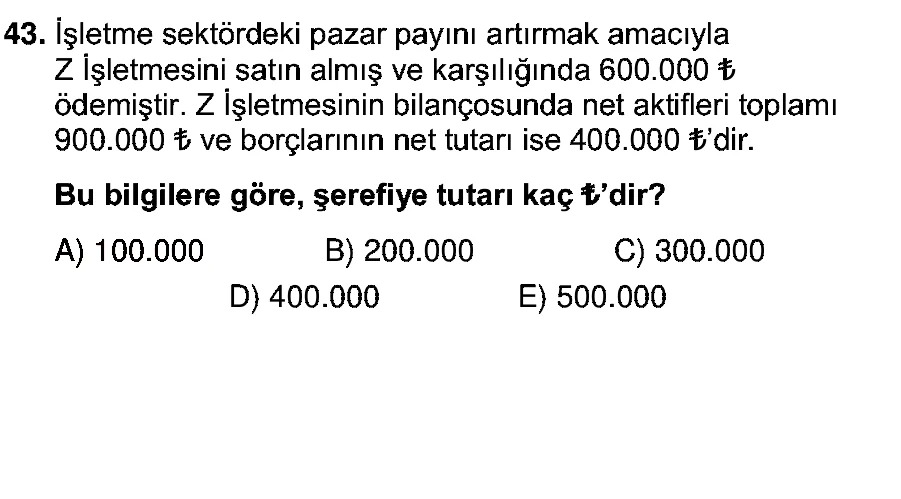 43. İşletme sektördeki pazar payını artırmak amacıyla
Z İşletmesini satın almış ve karşılığında 600.000 ₺
ödemiştir. Z İşletmesinin bilançosunda net aktifleri toplamı
900.000 ₺ ve borçlarının net tutarı ise 400.000 ₺’dir.
Bu bilgilere göre, şerefiye tutarı kaç ₺’dir?
A) 100.000 B) 200.000 C) 300.000
D) 400.000 E) 500.000